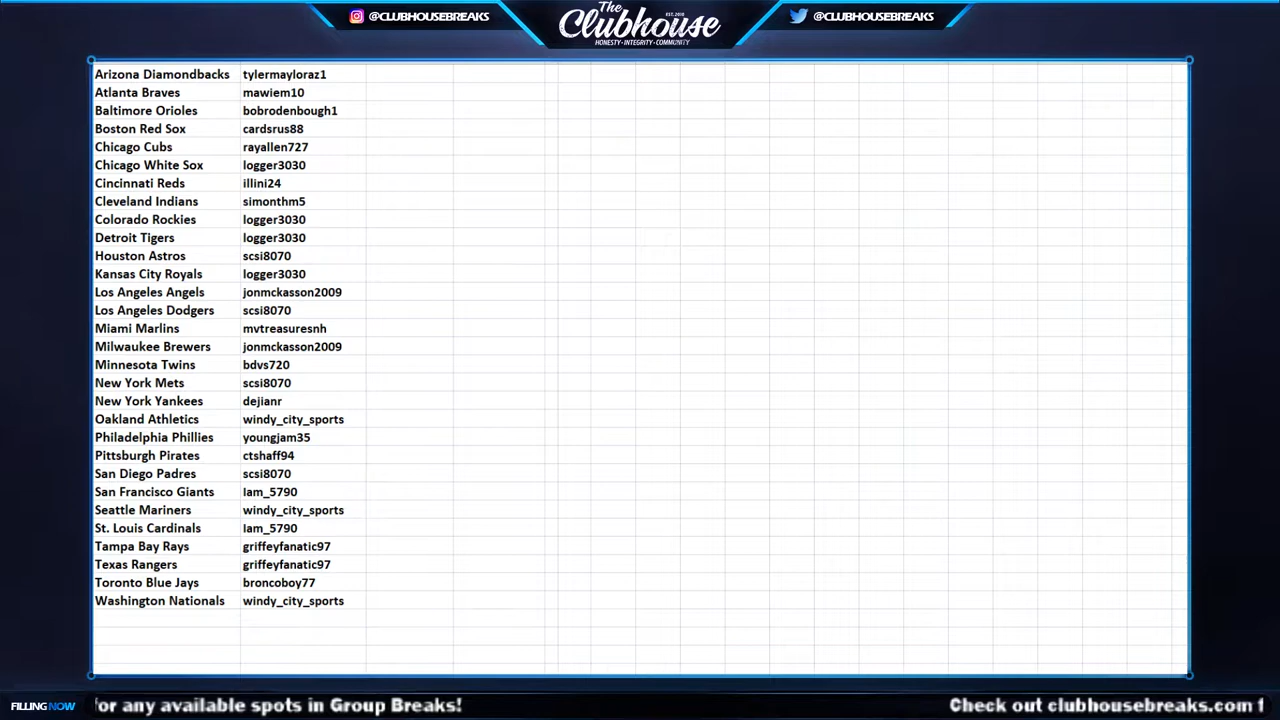 @CLUBHOUSEBREAKS
The Clubhouse
EST. 2018
HONESTY • INTEGRITY • COMMUNITY
@CLUBHOUSEBREAKS
Arizona Diamondbacks tylermayloraz1
Atlanta Braves mawiem10
Baltimore Orioles bobrodenbough1
Boston Red Sox cardsrus88
Chicago Cubs rayallen727
Chicago White Sox logger3030
Cincinnati Reds illini24
Cleveland Indians simonthm5
Colorado Rockies logger3030
Detroit Tigers logger3030
Houston Astros scsi8070
Kansas City Royals logger3030
Los Angeles Angels jonmckasson2009
Los Angeles Dodgers scsi8070
Miami Marlins mvtreasuresnh
Milwaukee Brewers jonmckasson2009
Minnesota Twins bdvs720
New York Mets scsi8070
New York Yankees dejianr
Oakland Athletics windy_city_sports
Philadelphia Phillies youngjam35
Pittsburgh Pirates ctshaff94
San Diego Padres scsi8070
San Francisco Giants Iam_5790
Seattle Mariners windy_city_sports
St. Louis Cardinals Iam_5790
Tampa Bay Rays griffeyfanatic97
Texas Rangers griffeyfanatic97
Toronto Blue Jays broncoboy77
Washington Nationals windy_city_sports
FILLING NOW for any available spots in Group Breaks! Check out clubhousebreaks.com f